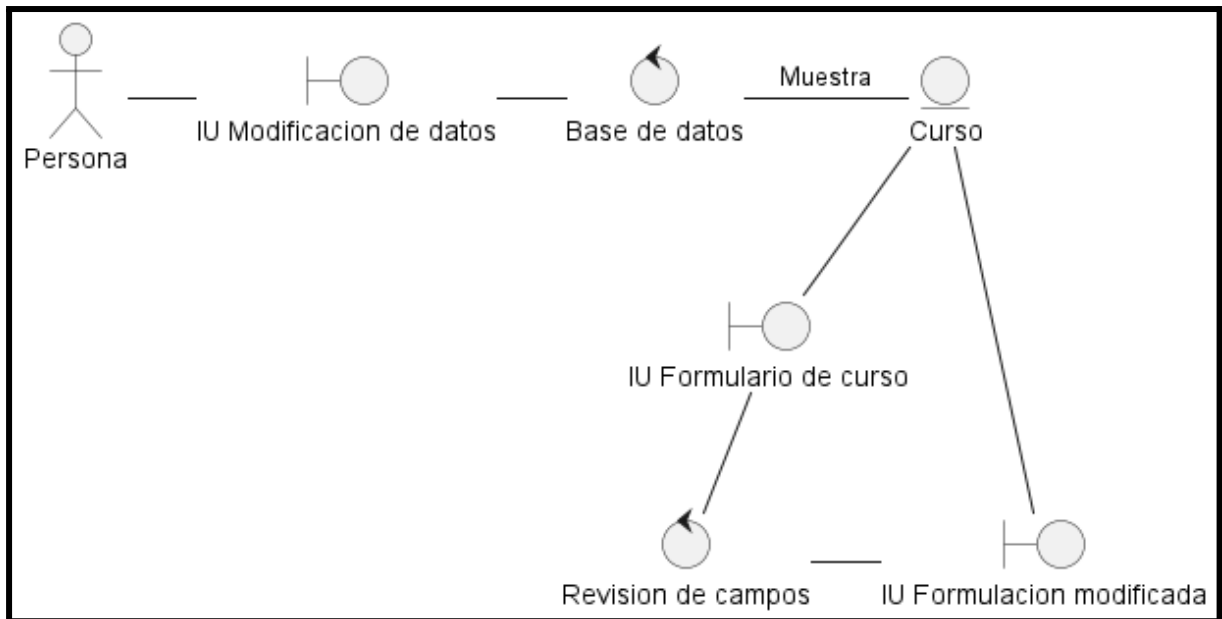 Muestra
IU Modificacion de datos
Base de datos
Curso
Persona
IU Formulario de curso
Revision de campos
IU Formulacion modificada